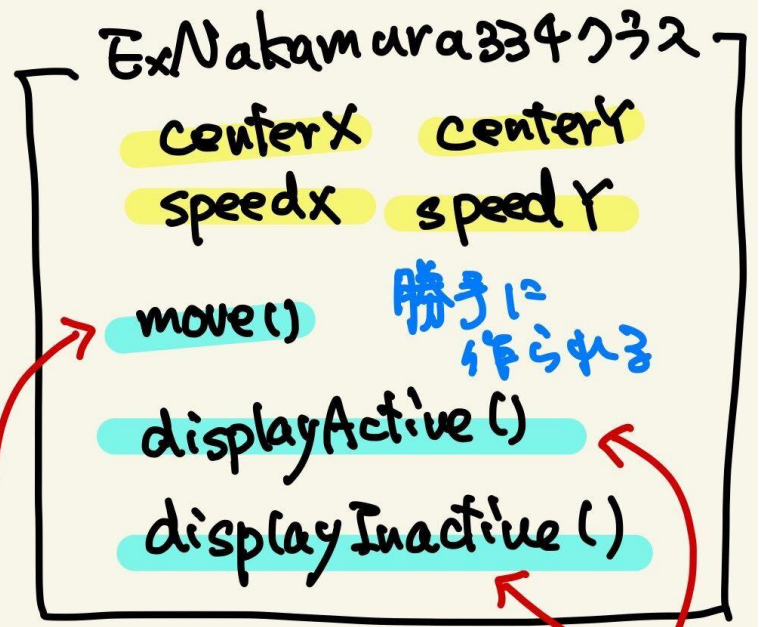 ExNakamura334クラス
centerX centerY
speedX speedY
move()
勝手に
作られる
displayActive()
displayInactive()